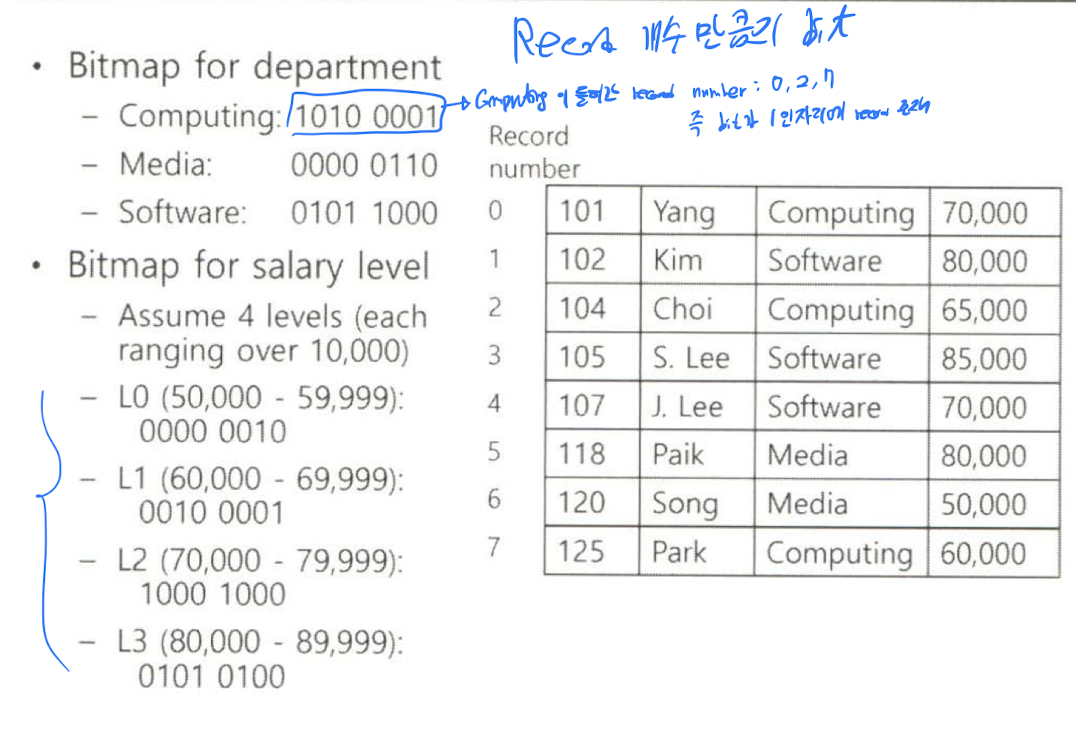 Record 개수 만큼의 bit
• Bitmap for department
– Computing: 1010 0001 → Computing 이 들어간 record number : 0, 2, 7
즉 bit가 1인자리에 record 존재
– Media: 0000 0110
– Software: 0101 1000
• Bitmap for salary level
– Assume 4 levels (each
ranging over 10,000)
– L0 (50,000 - 59,999):
0000 0010
– L1 (60,000 - 69,999):
0010 0001
– L2 (70,000 - 79,999):
1000 1000
– L3 (80,000 - 89,999):
0101 0100
Record
number
0 101 Yang Computing 70,000
1 102 Kim Software 80,000
2 104 Choi Computing 65,000
3 105 S. Lee Software 85,000
4 107 J. Lee Software 70,000
5 118 Paik Media 80,000
6 120 Song Media 50,000
7 125 Park Computing 60,000